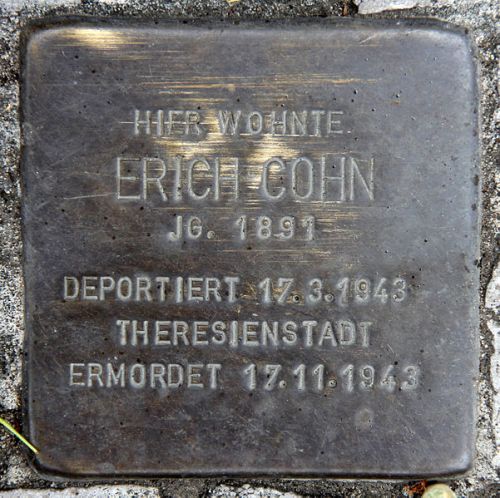 HIER WOHNTE
ERICH COHN
JG. 1891
DEPORTIERT 17.3.1943
THERESIENSTADT
ERMORDET 17.11.1943